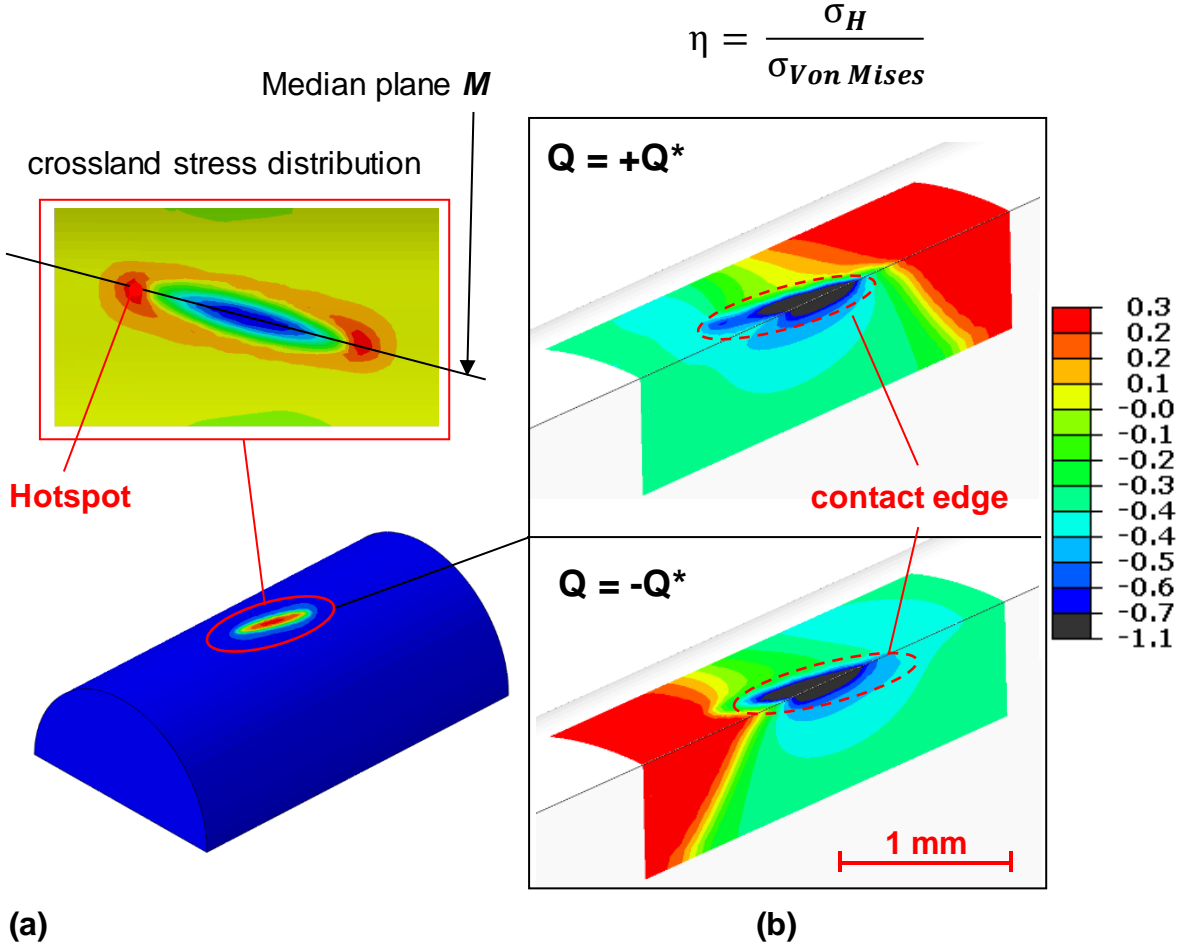 η = σH / σVon Mises
Median plane M
crossland stress distribution
Hotspot
Q = +Q*
contact edge
Q = -Q*
1 mm
0.3
0.2
0.2
0.1
-0.0
-0.1
-0.2
-0.3
-0.4
-0.4
-0.5
-0.6
-0.7
-1.1
(a)
(b)